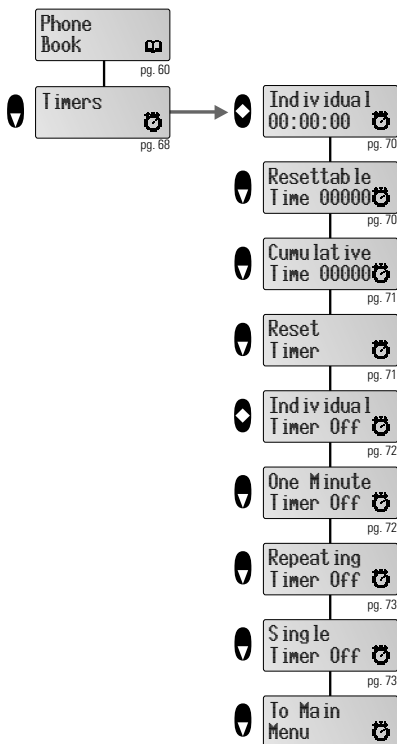 Phone
Book
pg. 60
Timers
pg. 68
Individual
00:00:00
pg. 70
Resettable
Time 00000
pg. 70
Cumulative
Time 00000
pg. 71
Reset
Timer
pg. 71
Individual
Timer Off
pg. 72
One Minute
Timer Off
pg. 72
Repeating
Timer Off
pg. 73
Single
Timer Off
pg. 73
To Main
Menu